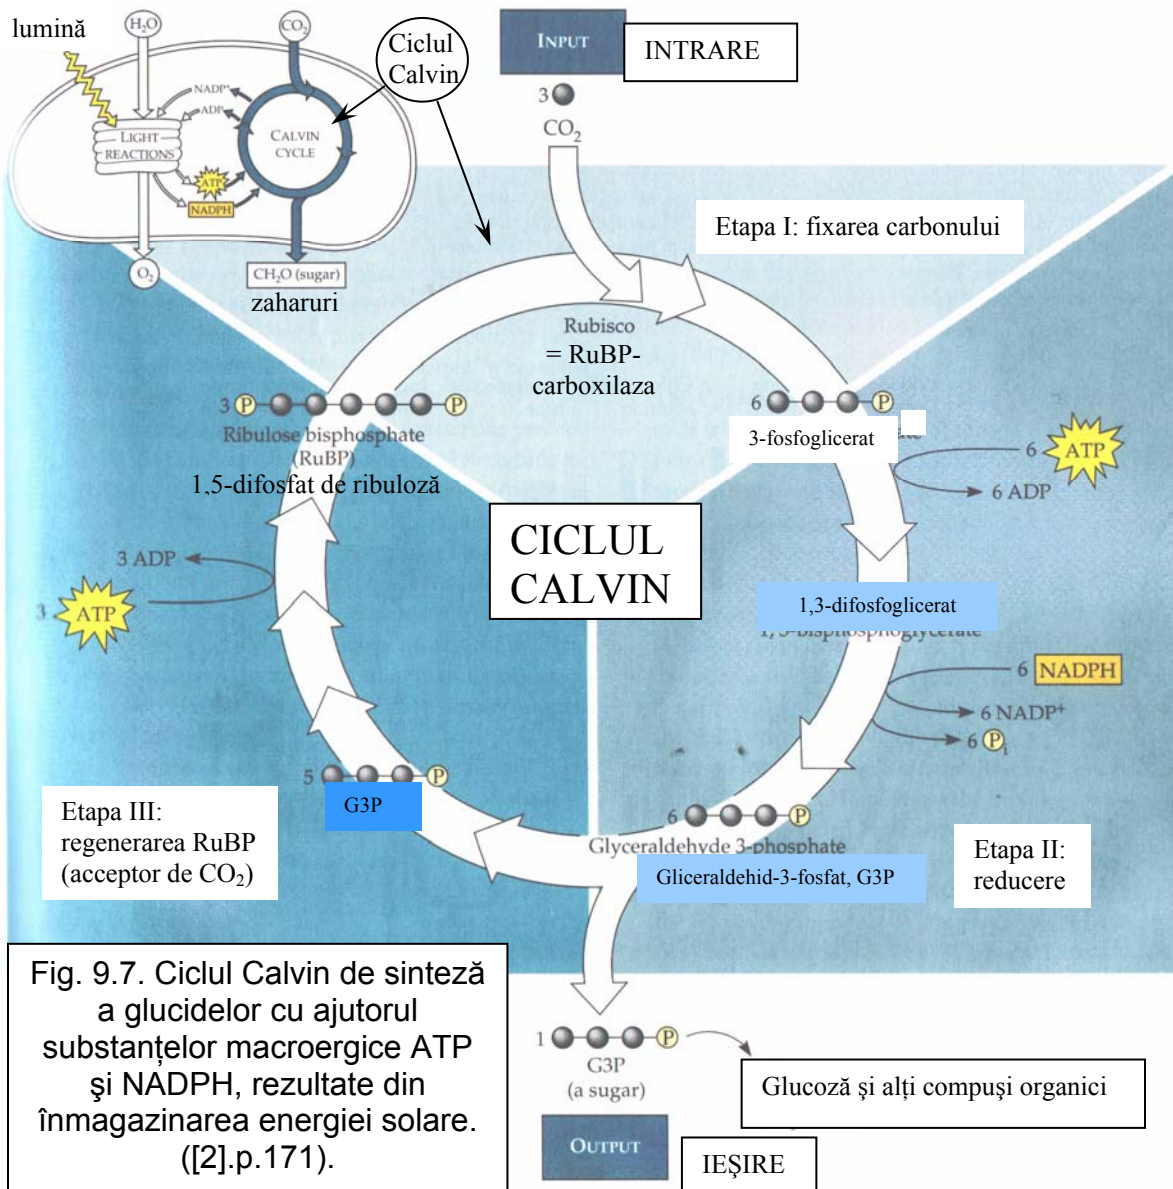 lumină
H₂O
CO₂
Ciclul
Calvin
INPUT
INTRARE
NADP⁺
ADP
LIGHT
REACTIONS
CALVIN
CYCLE
ATP
NADPH
O₂
CH₂O (sugar)
zaharuri
3
CO₂
Etapa I: fixarea carbonului
Rubisco
= RuBP-
carboxilaza
3 P P
Ribulose bisphosphate
(RuBP)
1,5-difosfat de ribuloză
6 P
3-fosfoglicerat
6 ATP
6 ADP
CICLUL
CALVIN
3 ADP
3 ATP
1,3-difosfoglicerat
1,3-bisphosphoglycerate
6 NADPH
6 NADP⁺
6 Pi
5 P
G3P
6 P
Glyceraldehyde 3-phosphate
Gliceraldehid-3-fosfat, G3P
Etapa III:
regenerarea RuBP
(acceptor de CO₂)
Etapa II:
reducere
Fig. 9.7. Ciclul Calvin de sinteză
a glucidelor cu ajutorul
substanțelor macroergice ATP
şi NADPH, rezultate din
înmagazinarea energiei solare.
([2].p.171).
1 P
G3P
(a sugar)
Glucoză şi alți compuşi organici
OUTPUT
IEŞIRE